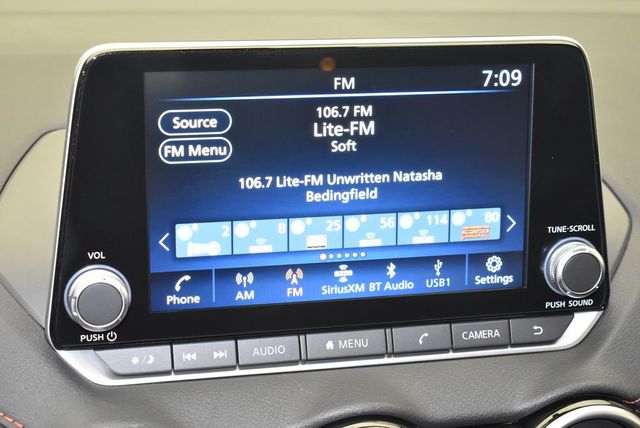 FM
7:09
Source
FM Menu
106.7 FM
Lite-FM
Soft
106.7 Lite-FM Unwritten Natasha
Bedingfield
2
8
25
56
114
80
ESPN
Phone
AM
FM
SiriusXM
BT Audio
USB1
Settings
VOL
PUSH
TUNE-SCROLL
PUSH SOUND
AUDIO
MENU
CAMERA